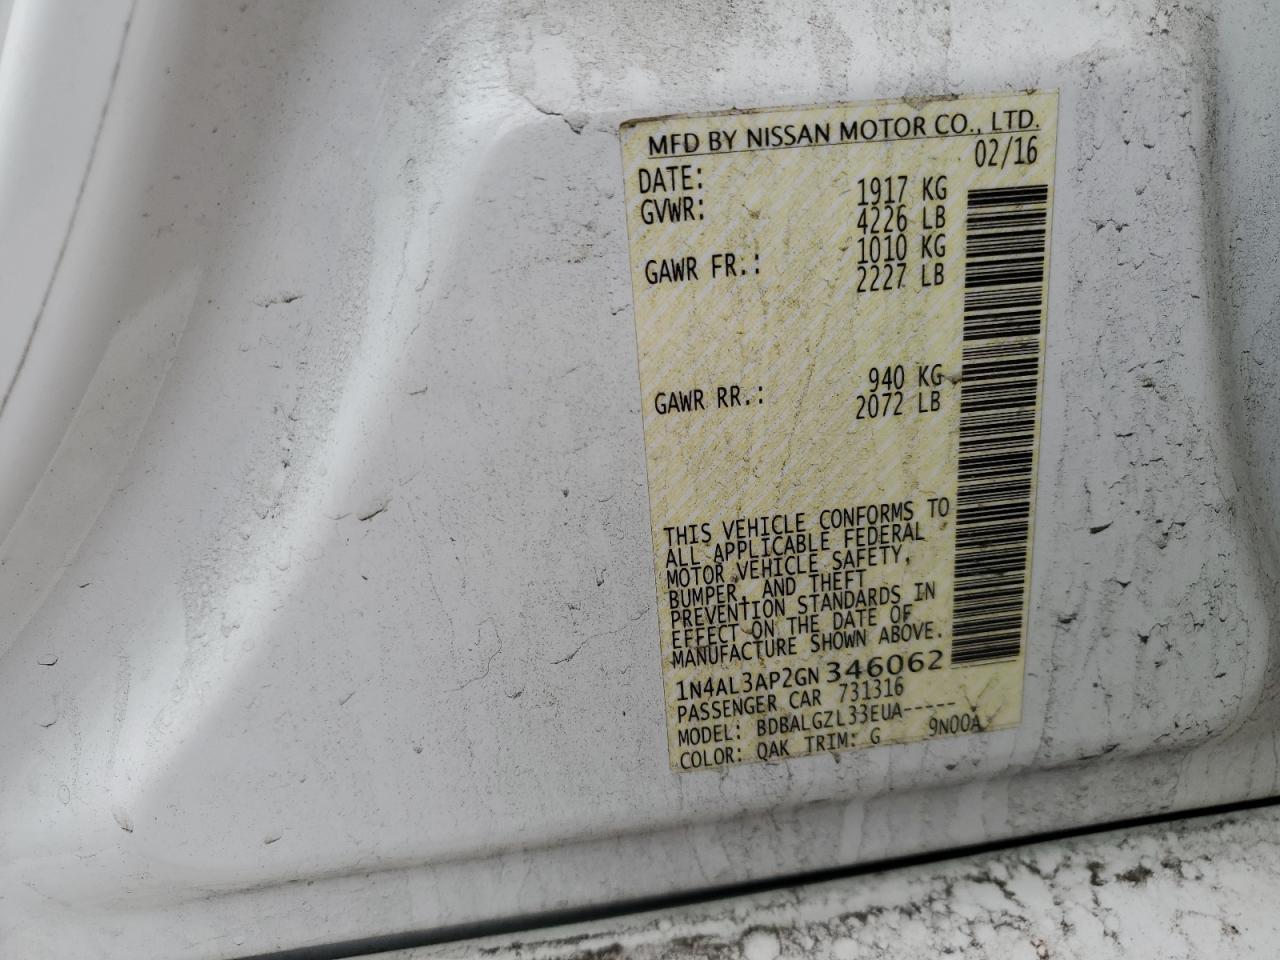 MFD BY NISSAN MOTOR CO., LTD.
DATE: 02/16
GVWR: 1917 KG
4226 LB
GAWR FR.: 1010 KG
2227 LB
GAWR RR.: 940 KG
2072 LB
THIS VEHICLE CONFORMS TO
ALL APPLICABLE FEDERAL
MOTOR VEHICLE SAFETY,
BUMPER, AND THEFT
PREVENTION STANDARDS IN
EFFECT ON THE DATE OF
MANUFACTURE SHOWN ABOVE.
1N4AL3AP2GN346062
PASSENGER CAR 731316
MODEL: BDBALGZL33EUA-----
COLOR: QAK TRIM: G 9N00A